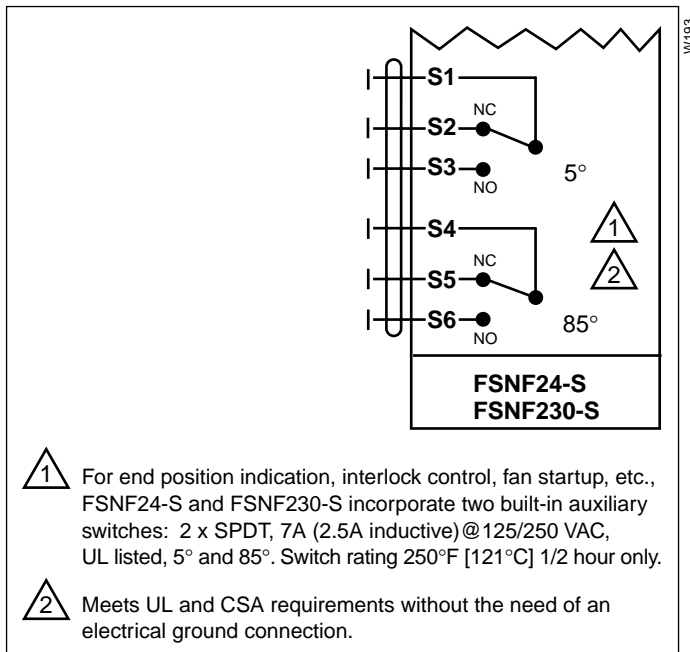 W193
S1
NC
S2
S3
NO
5°
S4
1
NC
S5
2
S6
NO
85°
FSNF24-S
FSNF230-S
1 For end position indication, interlock control, fan startup, etc.,
FSNF24-S and FSNF230-S incorporate two built-in auxiliary
switches: 2 x SPDT, 7A (2.5A inductive)@125/250 VAC,
UL listed, 5° and 85°. Switch rating 250°F [121°C] 1/2 hour only.
2 Meets UL and CSA requirements without the need of an
electrical ground connection.